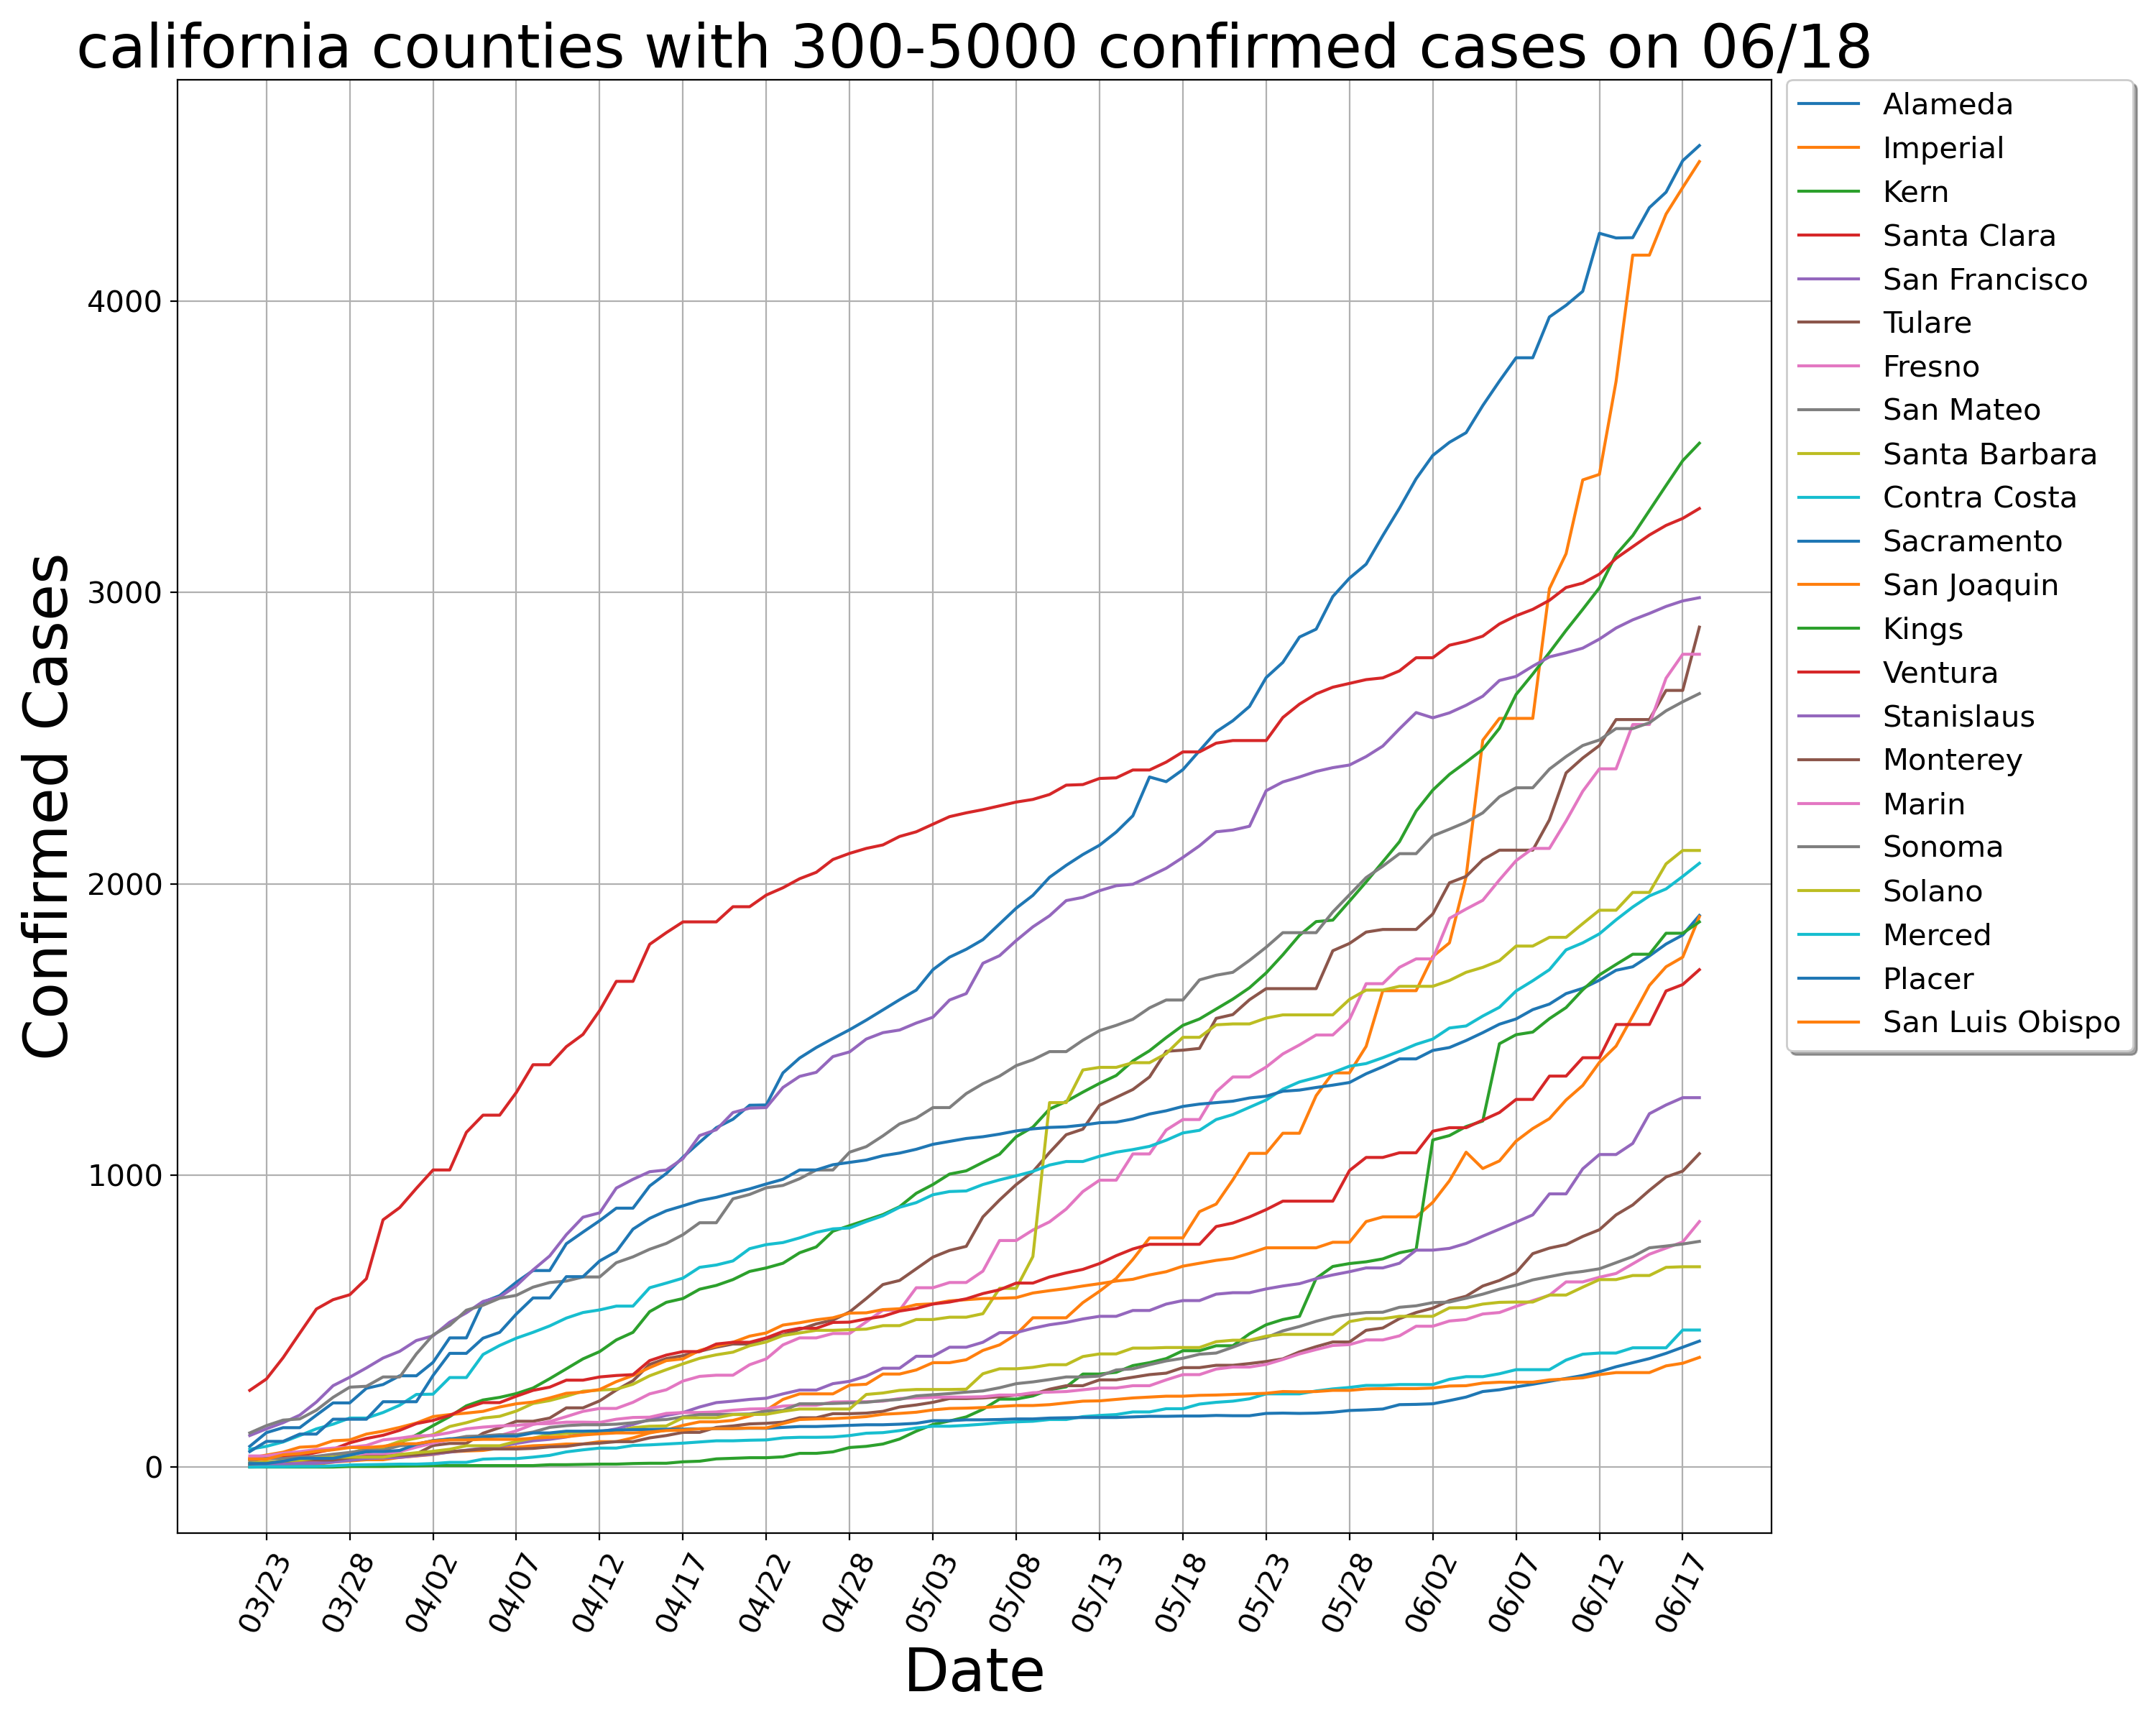 california counties with 300-5000 confirmed cases on 06/18
Confirmed Cases
4000
3000
2000
1000
0
03/23
03/28
04/02
04/07
04/12
04/17
04/22
04/28
05/03
05/08
05/13
05/18
05/23
05/28
06/02
06/07
06/12
06/17
Date
Alameda
Imperial
Kern
Santa Clara
San Francisco
Tulare
Fresno
San Mateo
Santa Barbara
Contra Costa
Sacramento
San Joaquin
Kings
Ventura
Stanislaus
Monterey
Marin
Sonoma
Solano
Merced
Placer
San Luis Obispo